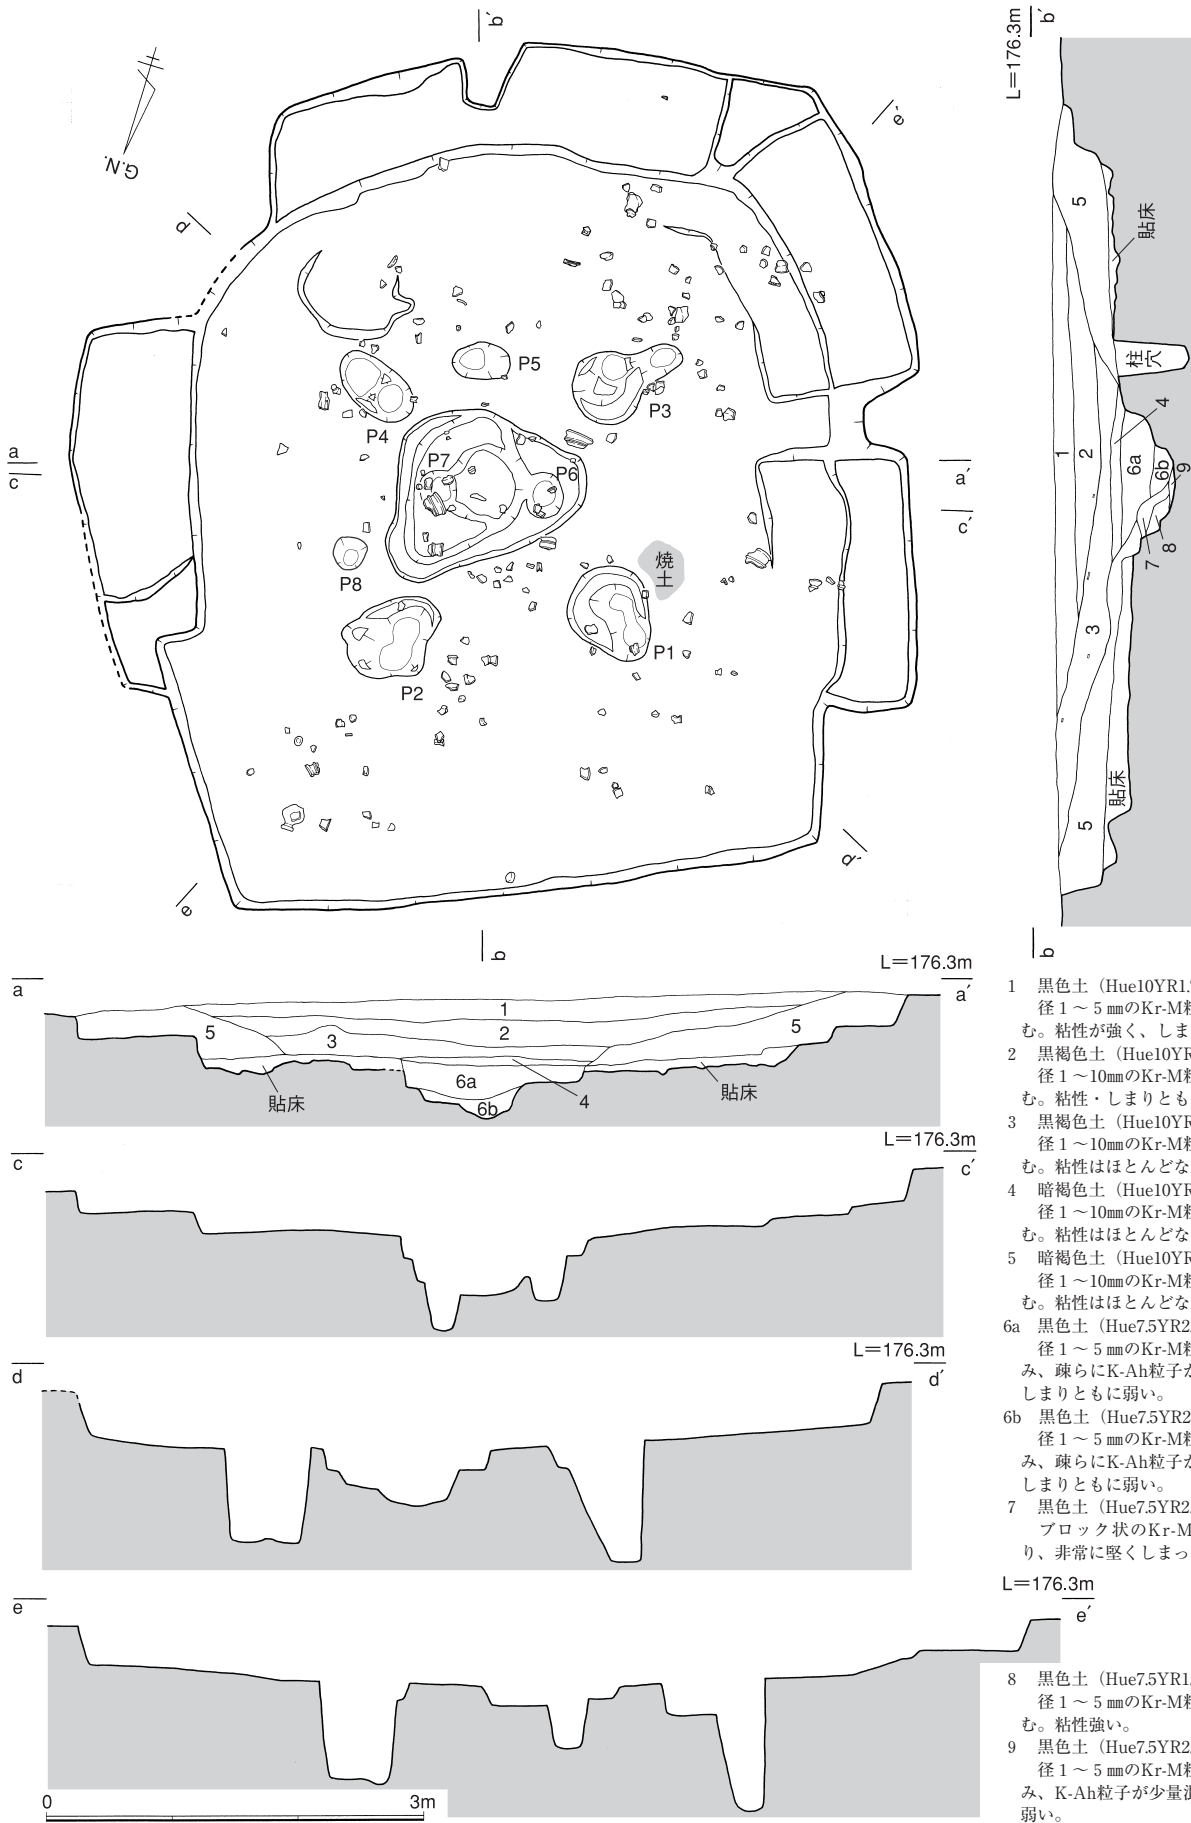 b′
L=176.3m
b′
G.N.
e′
d
5
貼床
P5
P3
P4
柱穴
4
a
c
P7
P6
a′
c′
1
2
6a
6b
9
8
7
焼土
P8
P1
P2
3
貼床
5
d′
e
b
b
L=176.3m
a
a′
1
2
3
5
5
6a
6b
4
貼床
貼床
L=176.3m
c
c′
L=176.3m
d
d′
L=176.3m
e
e′
0
3m
1 黒色土(Hue10YR1.
径1~5㎜のKr-M粒
む。粘性が強く、しま
2 黒褐色土(Hue10YR
径1~10㎜のKr-M粒
む。粘性・しまりとも
3 黒褐色土(Hue10YR
径1~10㎜のKr-M粒
む。粘性はほとんどな
4 暗褐色土(Hue10YR
径1~10㎜のKr-M粒
む。粘性はほとんどな
5 暗褐色土(Hue10YR
径1~10㎜のKr-M粒
む。粘性はほとんどな
6a 黒色土(Hue7.5YR2.
径1~5㎜のKr-M粒
み、疎らにK-Ah粒子が
しまりともに弱い。
6b 黒色土(Hue7.5YR2
径1~5㎜のKr-M粒
み、疎らにK-Ah粒子が
しまりともに弱い。
7 黒色土(Hue7.5YR2.
ブロック状のKr-M
り、非常に堅くしまっ
8 黒色土(Hue7.5YR1.
径1~5㎜のKr-M粒
む。粘性強い。
9 黒色土(Hue7.5YR2.
径1~5㎜のKr-M粒
み、K-Ah粒子が少量混
弱い。